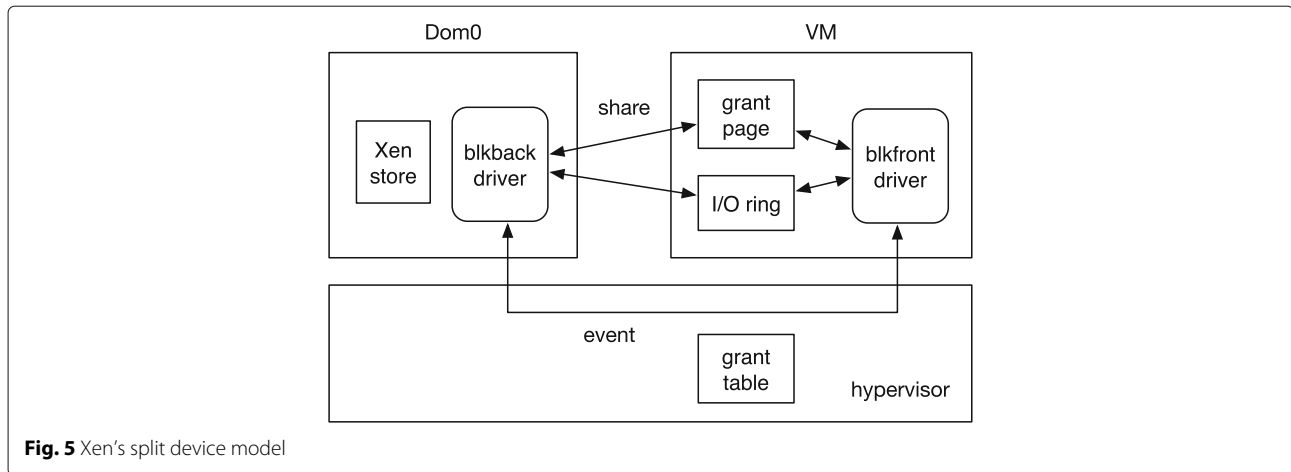 Dom0
VM
share
Xen
store
blkback
driver
grant
page
I/O ring
blkfront
driver
event
grant
table
hypervisor
Fig. 5 Xen's split device model